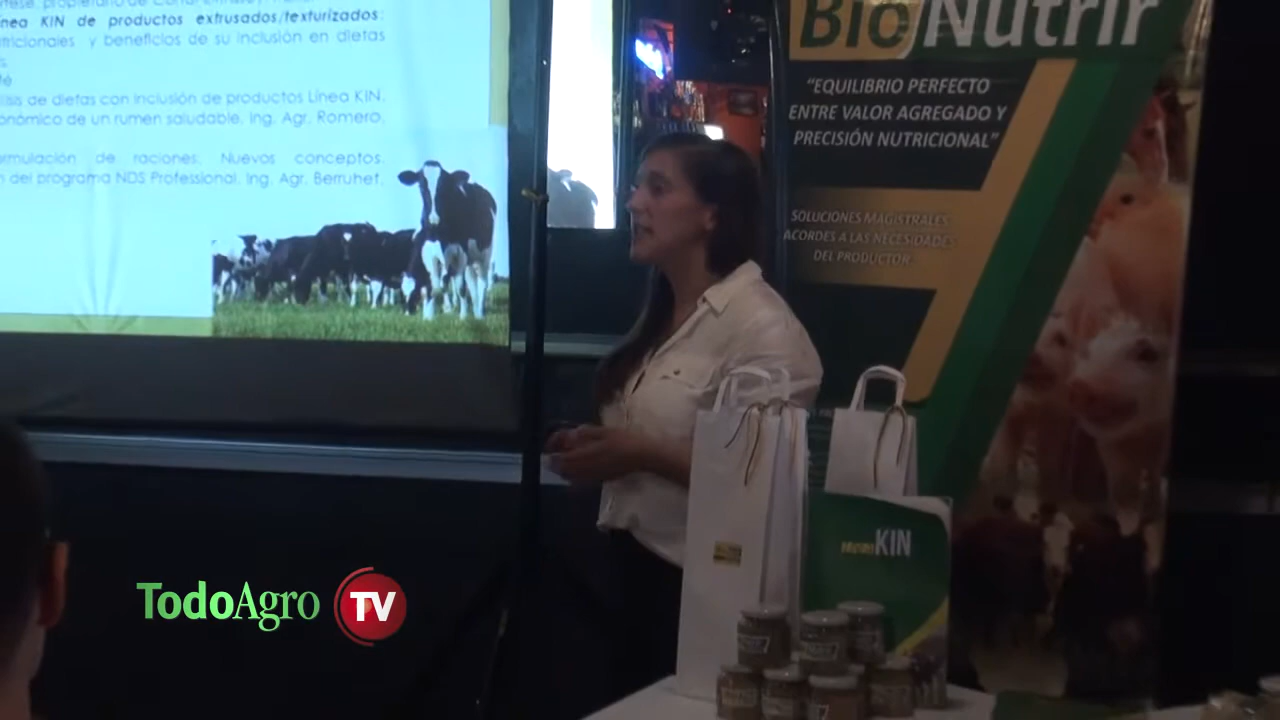 ínea KIN de productos extrusados/texturizados:
tricionales y beneficios de su inclusión en dietas
s.
té
lisis de dietas con inclusión de productos Línea KIN.
onómico de un rumen saludable. Ing. Agr. Romero.
ormulación de raciones. Nuevos conceptos.
n del programa NDS Professional. Ing. Agr. Berruhet.
BioNutrir
"EQUILIBRIO PERFECTO
ENTRE VALOR AGREGADO Y
PRECISIÓN NUTRICIONAL"
SOLUCIONES MAGISTRALES
ACORDES A LAS NECESIDADES
DEL PRODUCTOR
KIN
TodoAgro TV